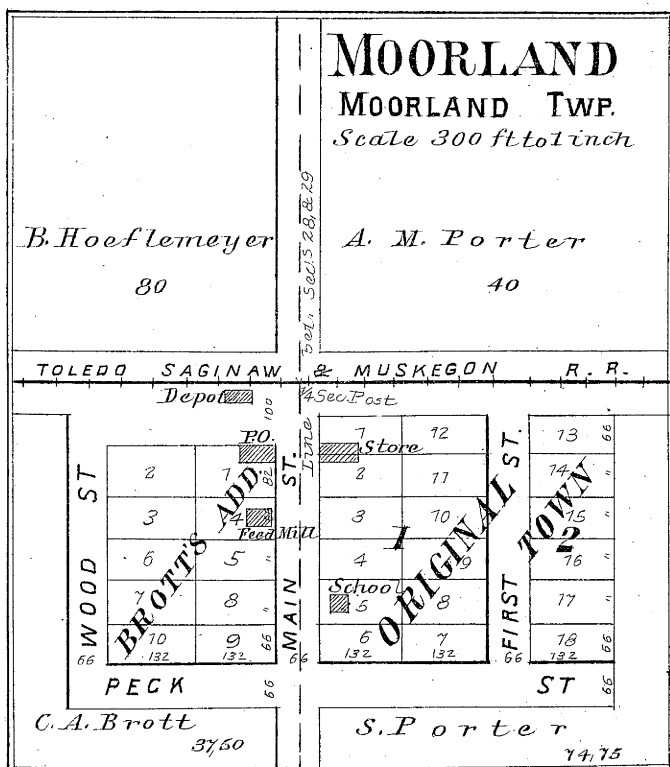 MOORLAND
MOORLAND TWP.
Scale 300 ft to 1 inch
B. Hoeflemeyer
80
A. M. Porter
40
Bet. Sec's 28, & 29
TOLEDO SAGINAW & MUSKEGON R. R.
Depot
100
1/4 Sec. Post
Line
P.O.
Store
WOOD ST
MAIN ST.
FIRST ST.
BROTT'S ADD.
2 1 82
3 4
Feed Mill
6 5 "
7 8 "
10 9 66
66 132 132 66
ORIGINAL TOWN
1
1 12
2 11
3 10
4 9
School
5 8
6 7
132 132 66
2
13 66
14 "
15 "
16 "
17 "
18 66
132
PECK ST
66 66
C. A. Brott
37,50
S. Porter
74,75